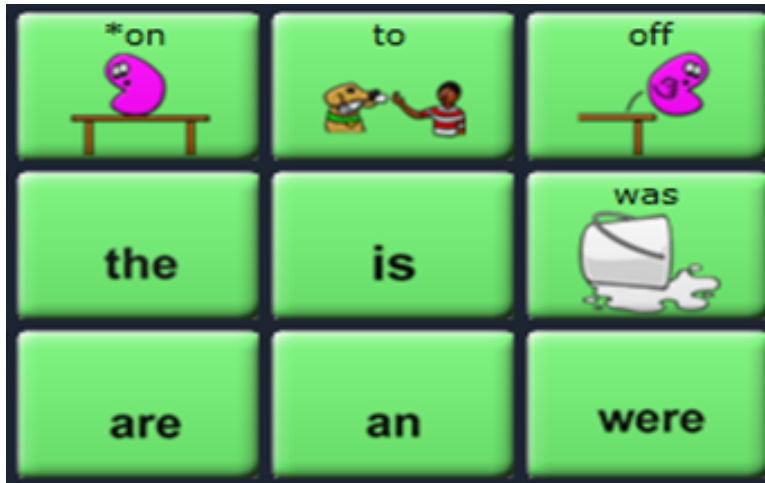 *on to off
the is was
are an were